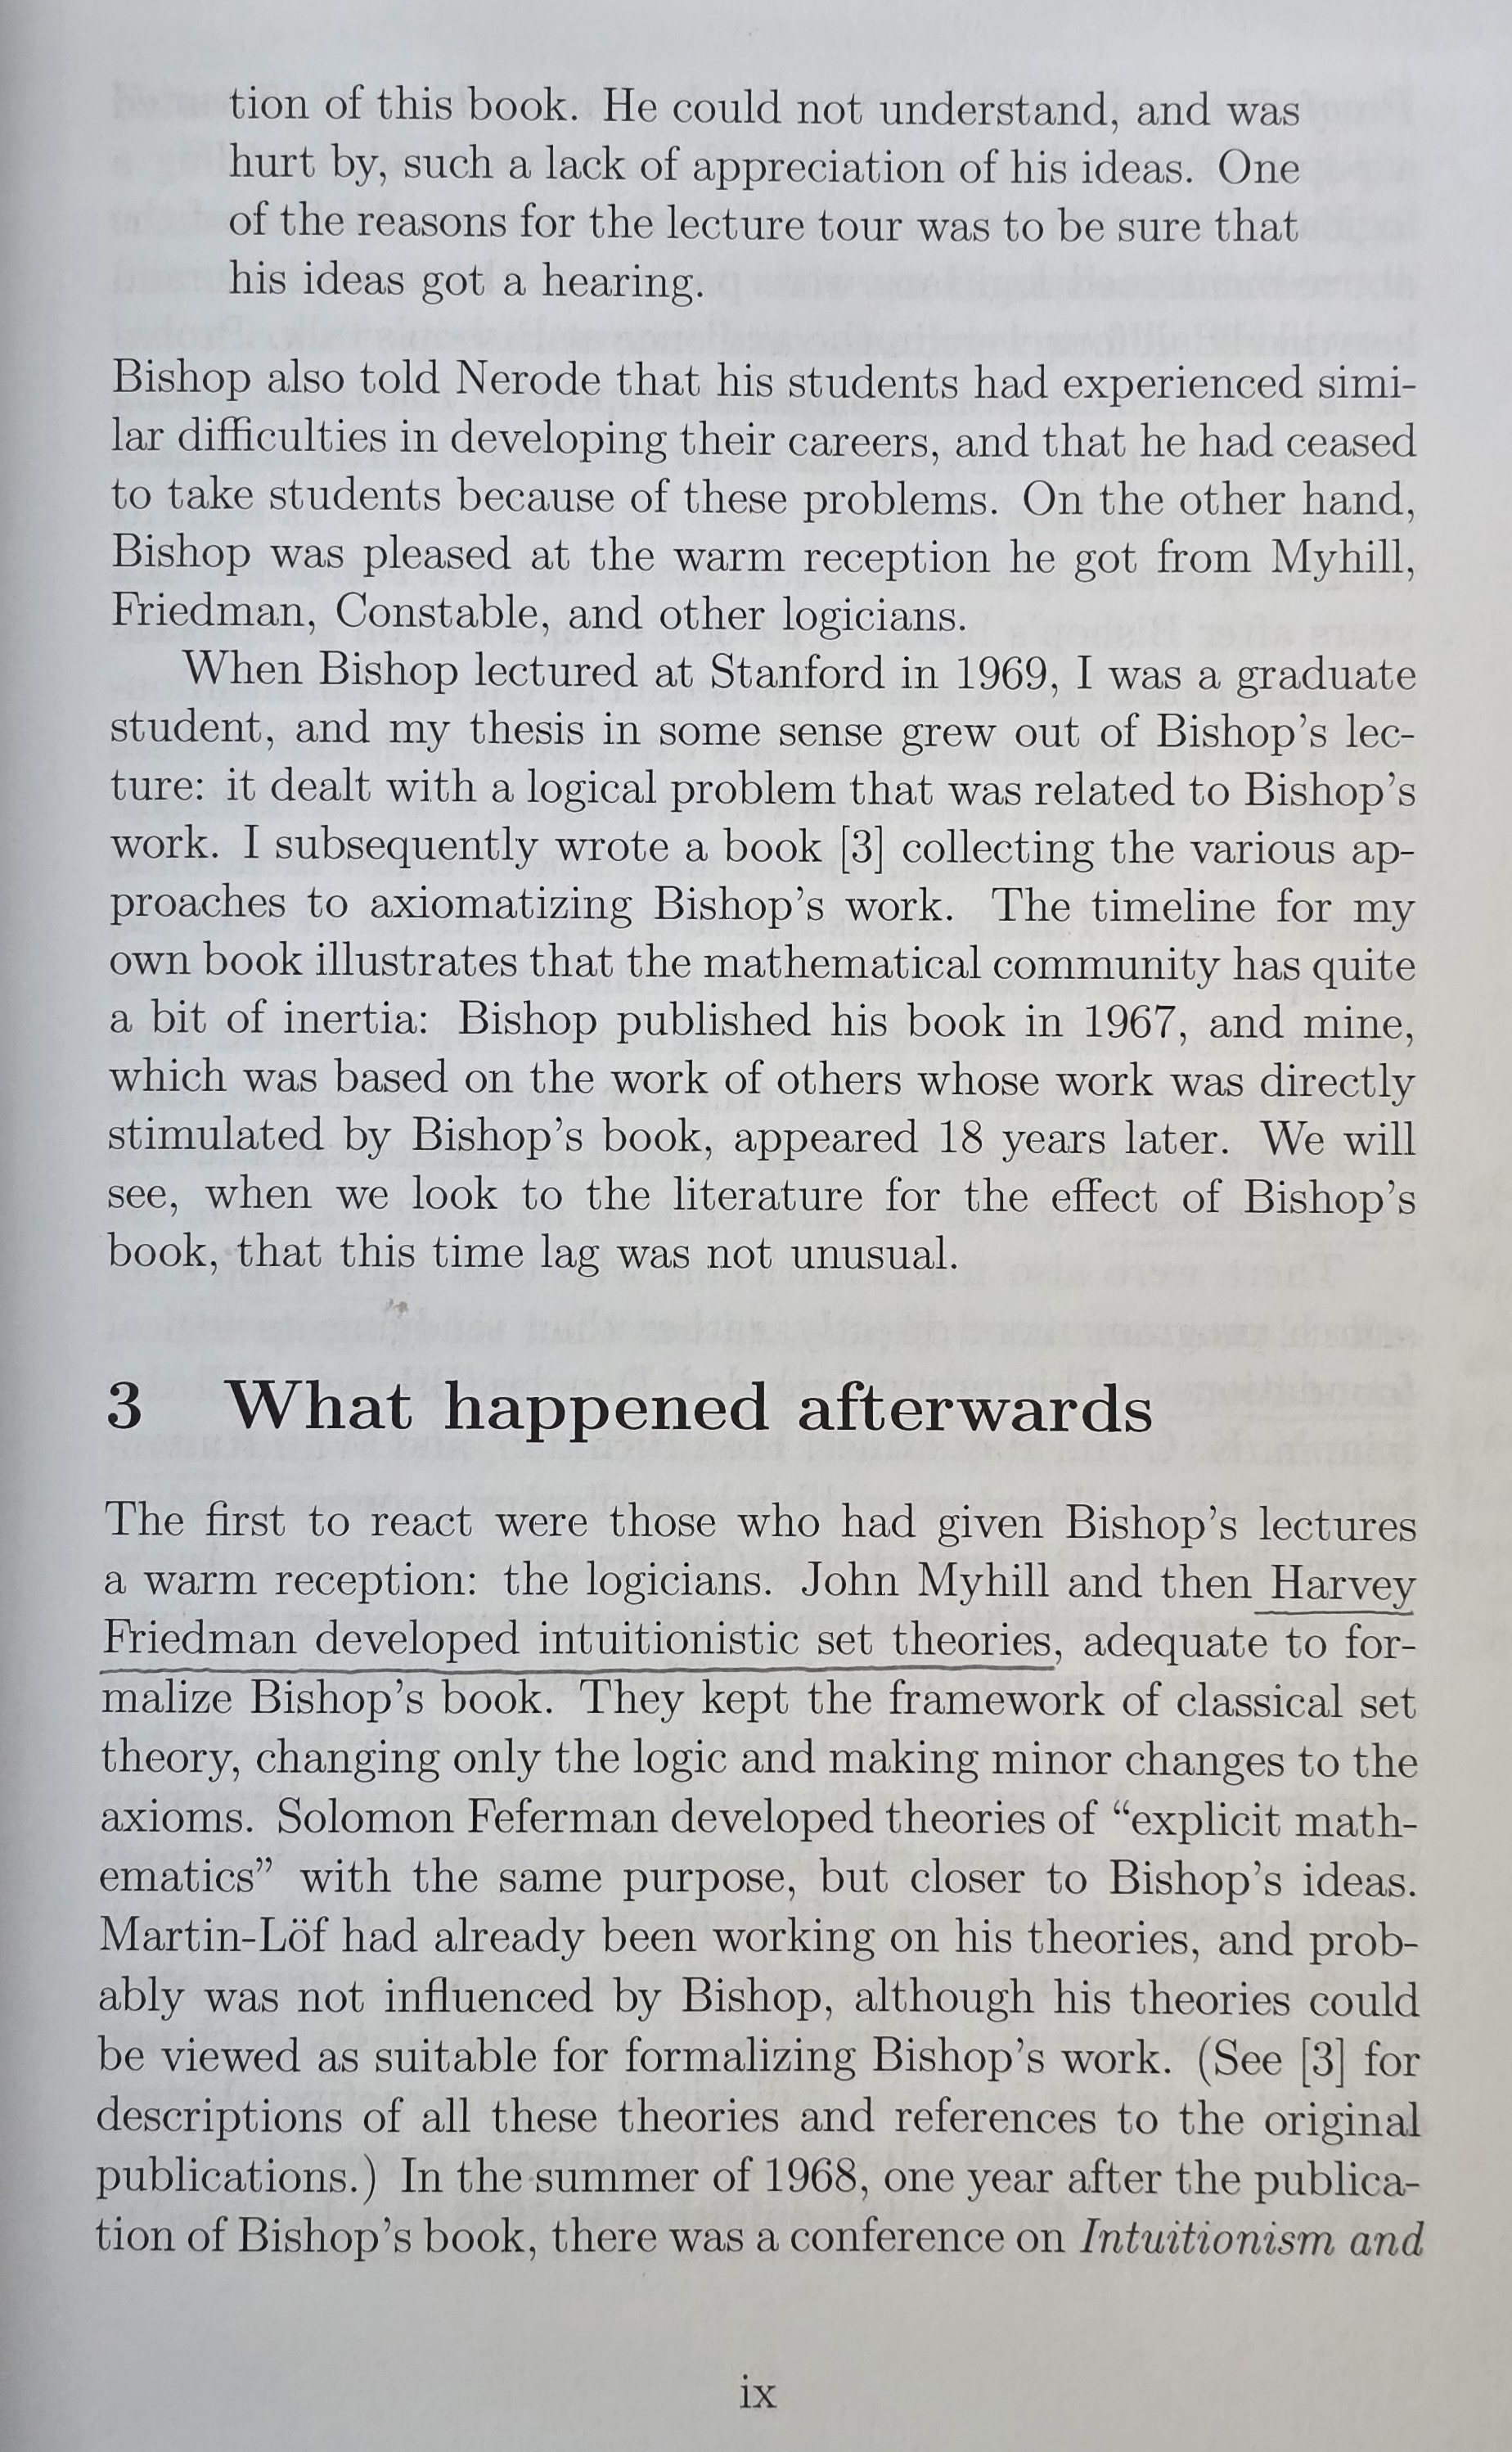 tion of this book. He could not understand, and was
hurt by, such a lack of appreciation of his ideas. One
of the reasons for the lecture tour was to be sure that
his ideas got a hearing.
Bishop also told Nerode that his students had experienced simi-
lar difficulties in developing their careers, and that he had ceased
to take students because of these problems. On the other hand,
Bishop was pleased at the warm reception he got from Myhill,
Friedman, Constable, and other logicians.
When Bishop lectured at Stanford in 1969, I was a graduate
student, and my thesis in some sense grew out of Bishop's lec-
ture: it dealt with a logical problem that was related to Bishop's
work. I subsequently wrote a book [3] collecting the various ap-
proaches to axiomatizing Bishop's work. The timeline for my
own book illustrates that the mathematical community has quite
a bit of inertia: Bishop published his book in 1967, and mine,
which was based on the work of others whose work was directly
stimulated by Bishop's book, appeared 18 years later. We will
see, when we look to the literature for the effect of Bishop's
book, that this time lag was not unusual.
3 What happened afterwards
The first to react were those who had given Bishop's lectures
a warm reception: the logicians. John Myhill and then Harvey
Friedman developed intuitionistic set theories, adequate to for-
malize Bishop's book. They kept the framework of classical set
theory, changing only the logic and making minor changes to the
axioms. Solomon Feferman developed theories of “explicit math-
ematics” with the same purpose, but closer to Bishop's ideas.
Martin-Löf had already been working on his theories, and prob-
ably was not influenced by Bishop, although his theories could
be viewed as suitable for formalizing Bishop's work. (See [3] for
descriptions of all these theories and references to the original
publications.) In the summer of 1968, one year after the publica-
tion of Bishop's book, there was a conference on Intuitionism and
ix